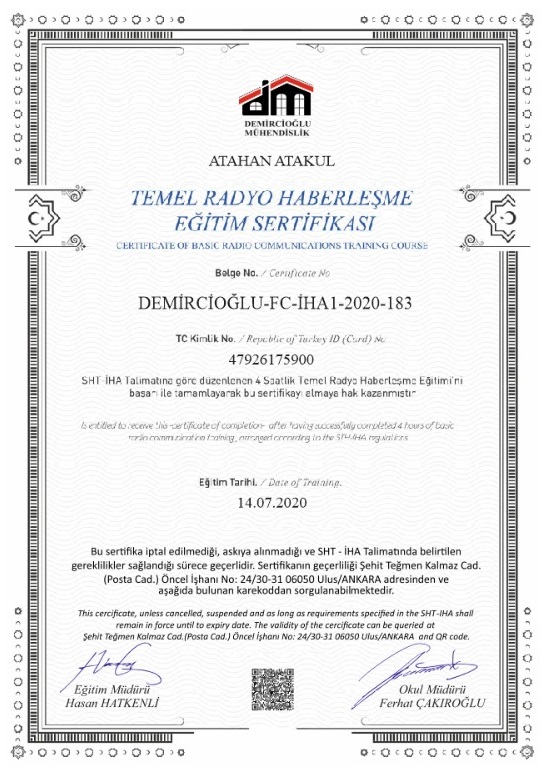 DEMİRCİOĞLU
MÜHENDİSLİK
ATAHAN ATAKUL
TEMEL RADYO HABERLEŞME
EĞİTİM SERTİFİKASI
CERTIFICATE OF BASIC RADIO COMMUNICATIONS TRAINING COURSE
Belge No. / Certificate No
DEMİRCİOĞLU-FC-İHA1-2020-183
TC Kimlik No. / Republic of Turkey ID (Card) No
47926175900
SHT-İHA Talimatına göre düzenlenen 4 Saatlik Temel Radyo Haberleşme Eğitimi'ni
başarı ile tamamlayarak bu sertifikayı almaya hak kazanmıştır
Is entitled to receive this -certificate of completion- after having successfully completed 4 hours of basic
radio communication training, arranged according to the STH-İHA regulations
Eğitim Tarihi. / Date of Training.
14.07.2020
Bu sertifika iptal edilmediği, askıya alınmadığı ve SHT - İHA Talimatında belirtilen
gereklilikler sağlandığı sürece geçerlidir. Sertifikanın geçerliliği Şehit Teğmen Kalmaz Cad.
(Posta Cad.) Öncel İşhanı No: 24/30-31 06050 Ulus/ANKARA adresinden ve
aşağıda bulunan karekoddan sorgulanabilmektedir.
This cercificate, unless cancelled, suspended and as long as requirements specified in the SHT-IHA shall
remain in force until to expiry date. The validity of the cercificate can be queried at
Şehit Teğmen Kalmaz Cad.(Posta Cad.) Öncel İşhanı No: 24/30-31 06050 Ulus/ANKARA and QR code.
Eğitim Müdürü
Hasan HATKENLİ
Okul Müdürü
Ferhat ÇAKIROĞLU